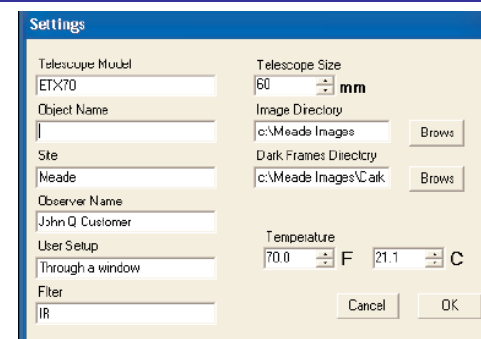 Settings
Telescope Model
ETX70
Object Name
Site
Meade
Observer Name
John Q Customer
User Setup
Through a window
Filter
IR
Telescope Size
60 mm
Image Directory
c:\Meade Images
Brows
Dark Frames Directory
c:\Meade Images\Dark
Brows
Temperature
70.0 F 21.1 C
Cancel OK